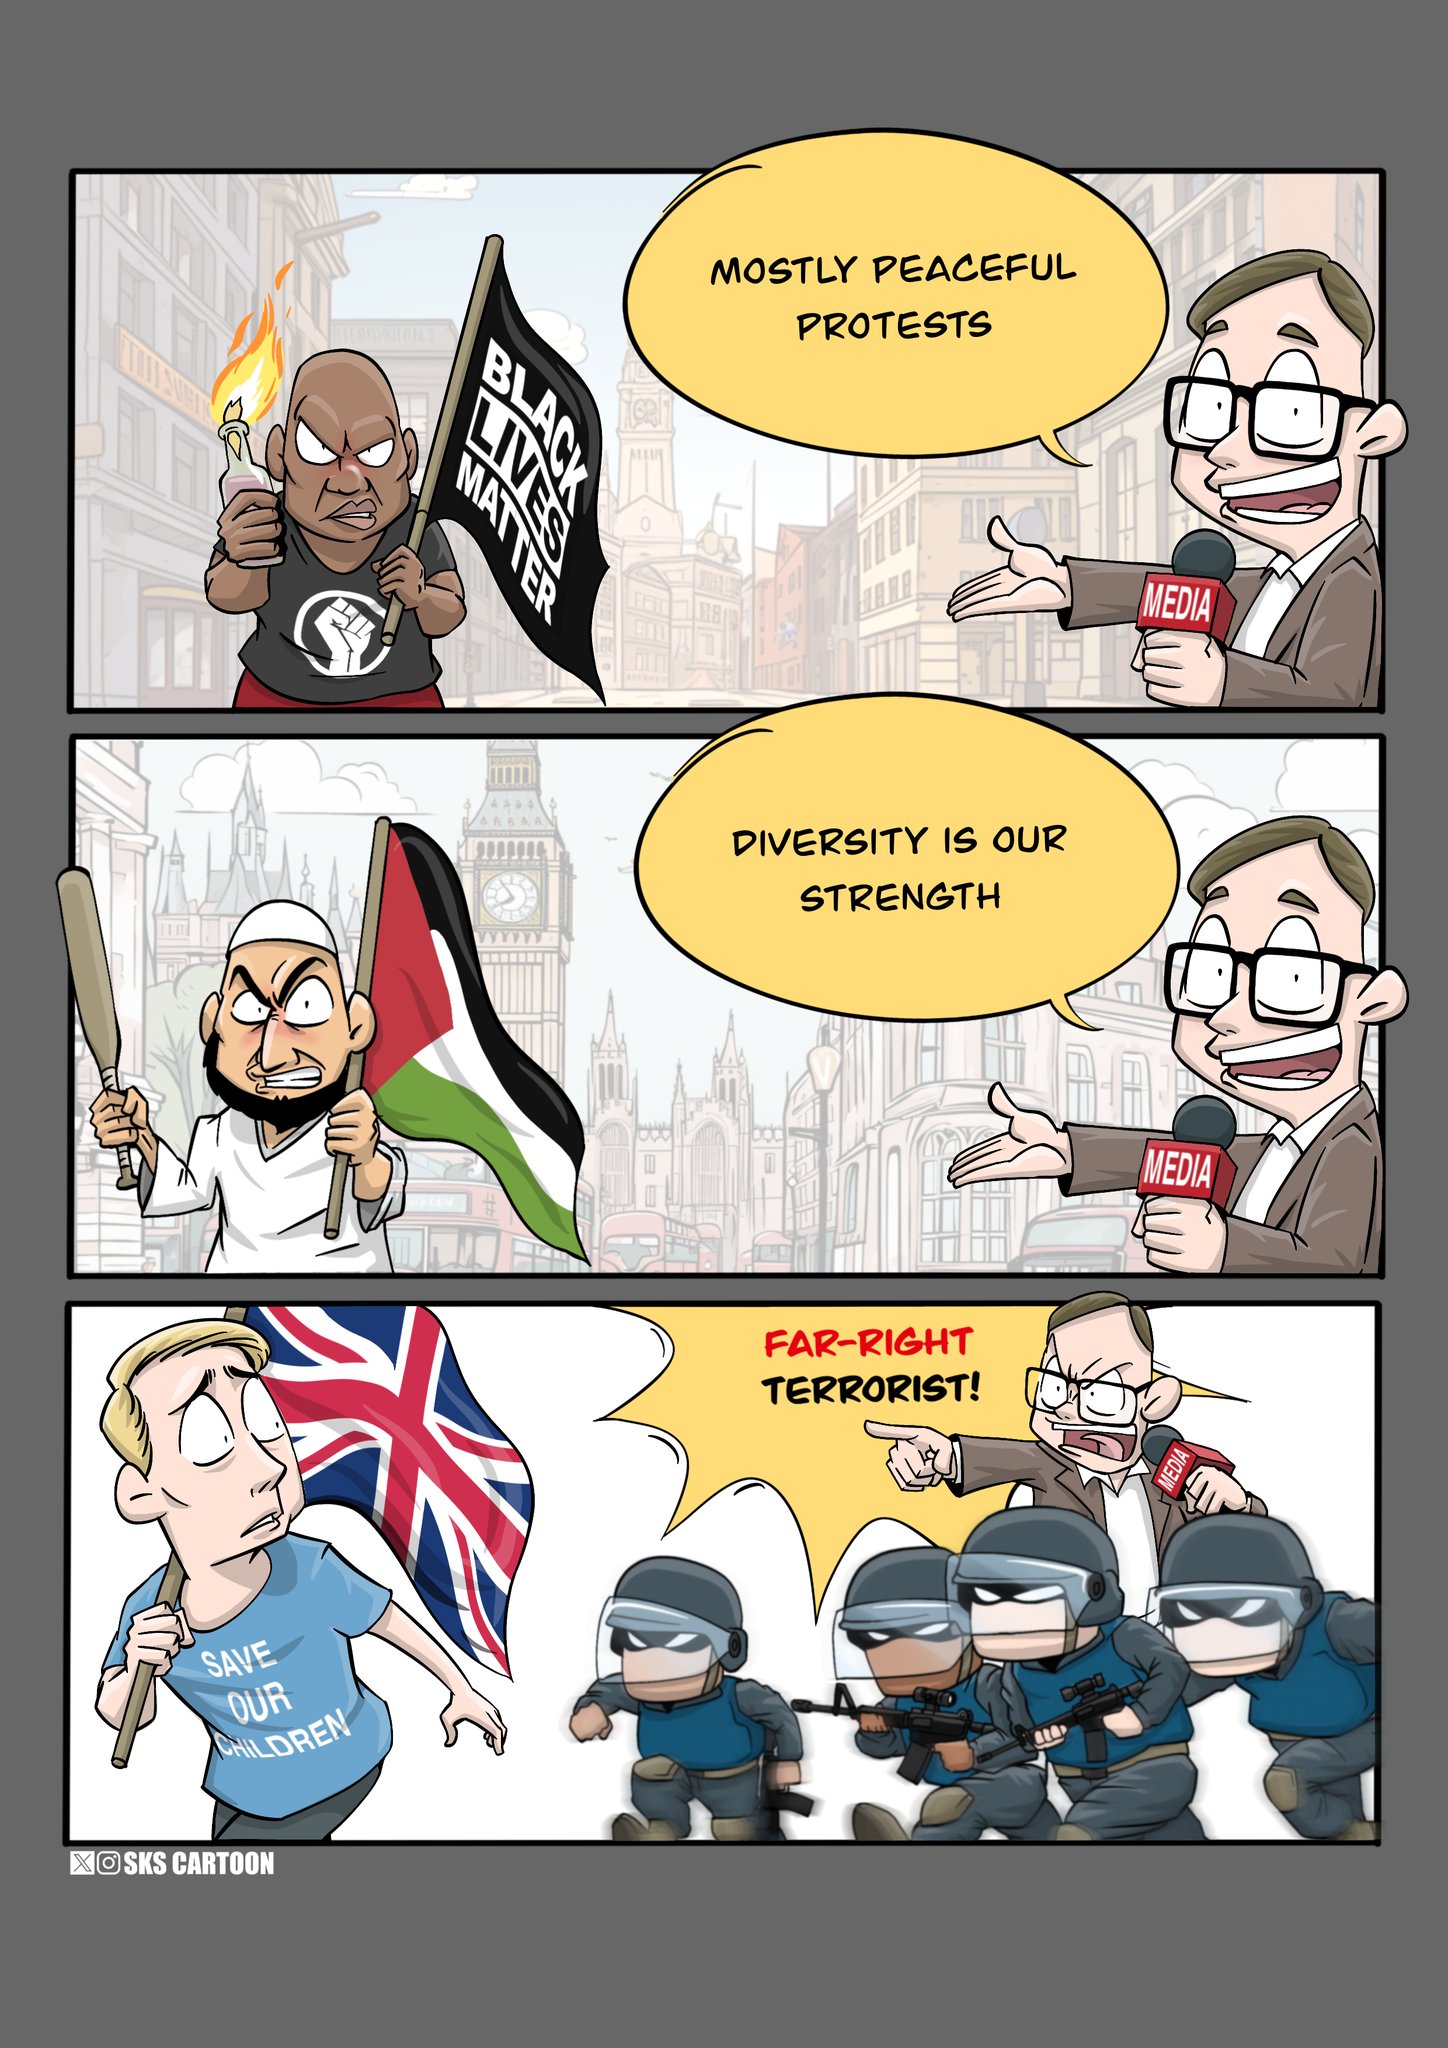 MOSTLY PEACEFUL
PROTESTS
BLACK
LIVES
MATTER
MEDIA
DIVERSITY IS OUR
STRENGTH
MEDIA
FAR-RIGHT
TERRORIST!
MEDIA
SAVE
OUR
CHILDREN
SKS CARTOON